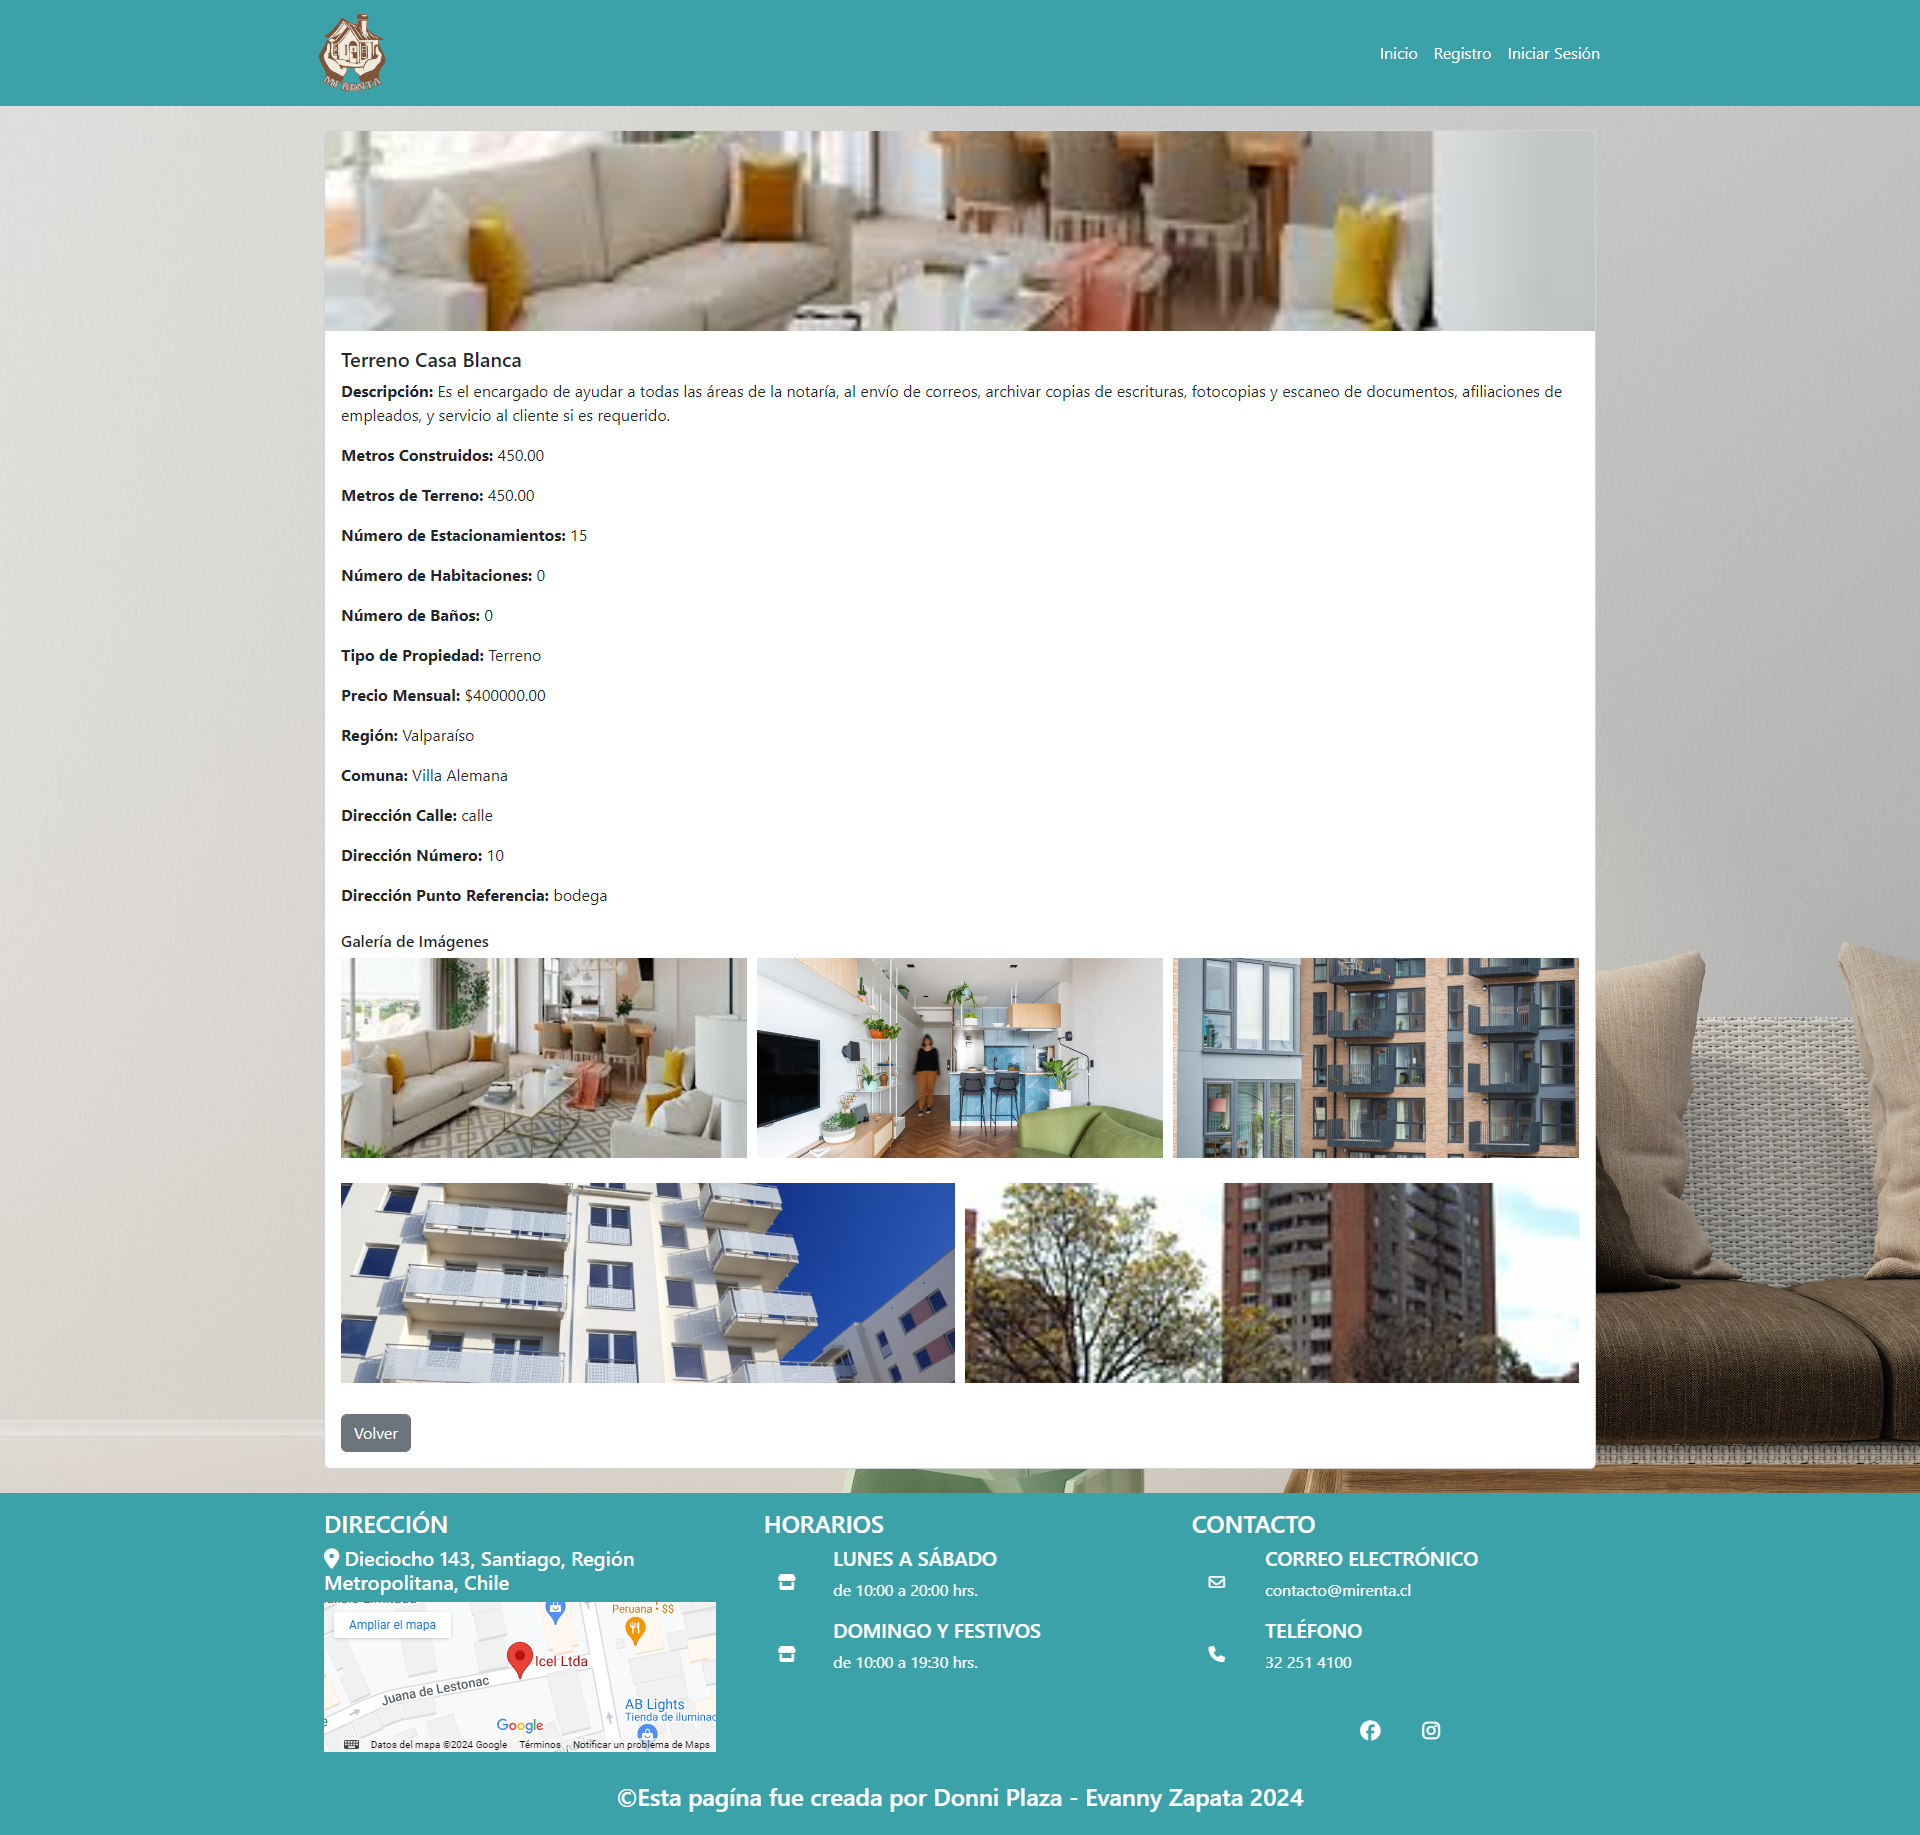 MI RENTA
Inicio Registro Iniciar Sesión
Terreno Casa Blanca
Descripción: Es el encargado de ayudar a todas las áreas de la notaría, al envío de correos, archivar copias de escrituras, fotocopias y escaneo de documentos, afiliaciones de
empleados, y servicio al cliente si es requerido.
Metros Construidos: 450.00
Metros de Terreno: 450.00
Número de Estacionamientos: 15
Número de Habitaciones: 0
Número de Baños: 0
Tipo de Propiedad: Terreno
Precio Mensual: $400000.00
Región: Valparaíso
Comuna: Villa Alemana
Dirección Calle: calle
Dirección Número: 10
Dirección Punto Referencia: bodega
Galería de Imágenes
Volver
DIRECCIÓN
Dieciocho 143, Santiago, Región
Metropolitana, Chile
Ampliar el mapa
Peruana • $$
Icel Ltda
Juana de Lestonac
AB Lights
Tienda de iluminac
Google
Datos del mapa ©2024 Google Términos Notificar un problema de Maps
HORARIOS
LUNES A SÁBADO
de 10:00 a 20:00 hrs.
DOMINGO Y FESTIVOS
de 10:00 a 19:30 hrs.
CONTACTO
CORREO ELECTRÓNICO
contacto@mirenta.cl
TELÉFONO
32 251 4100
©Esta pagína fue creada por Donni Plaza - Evanny Zapata 2024